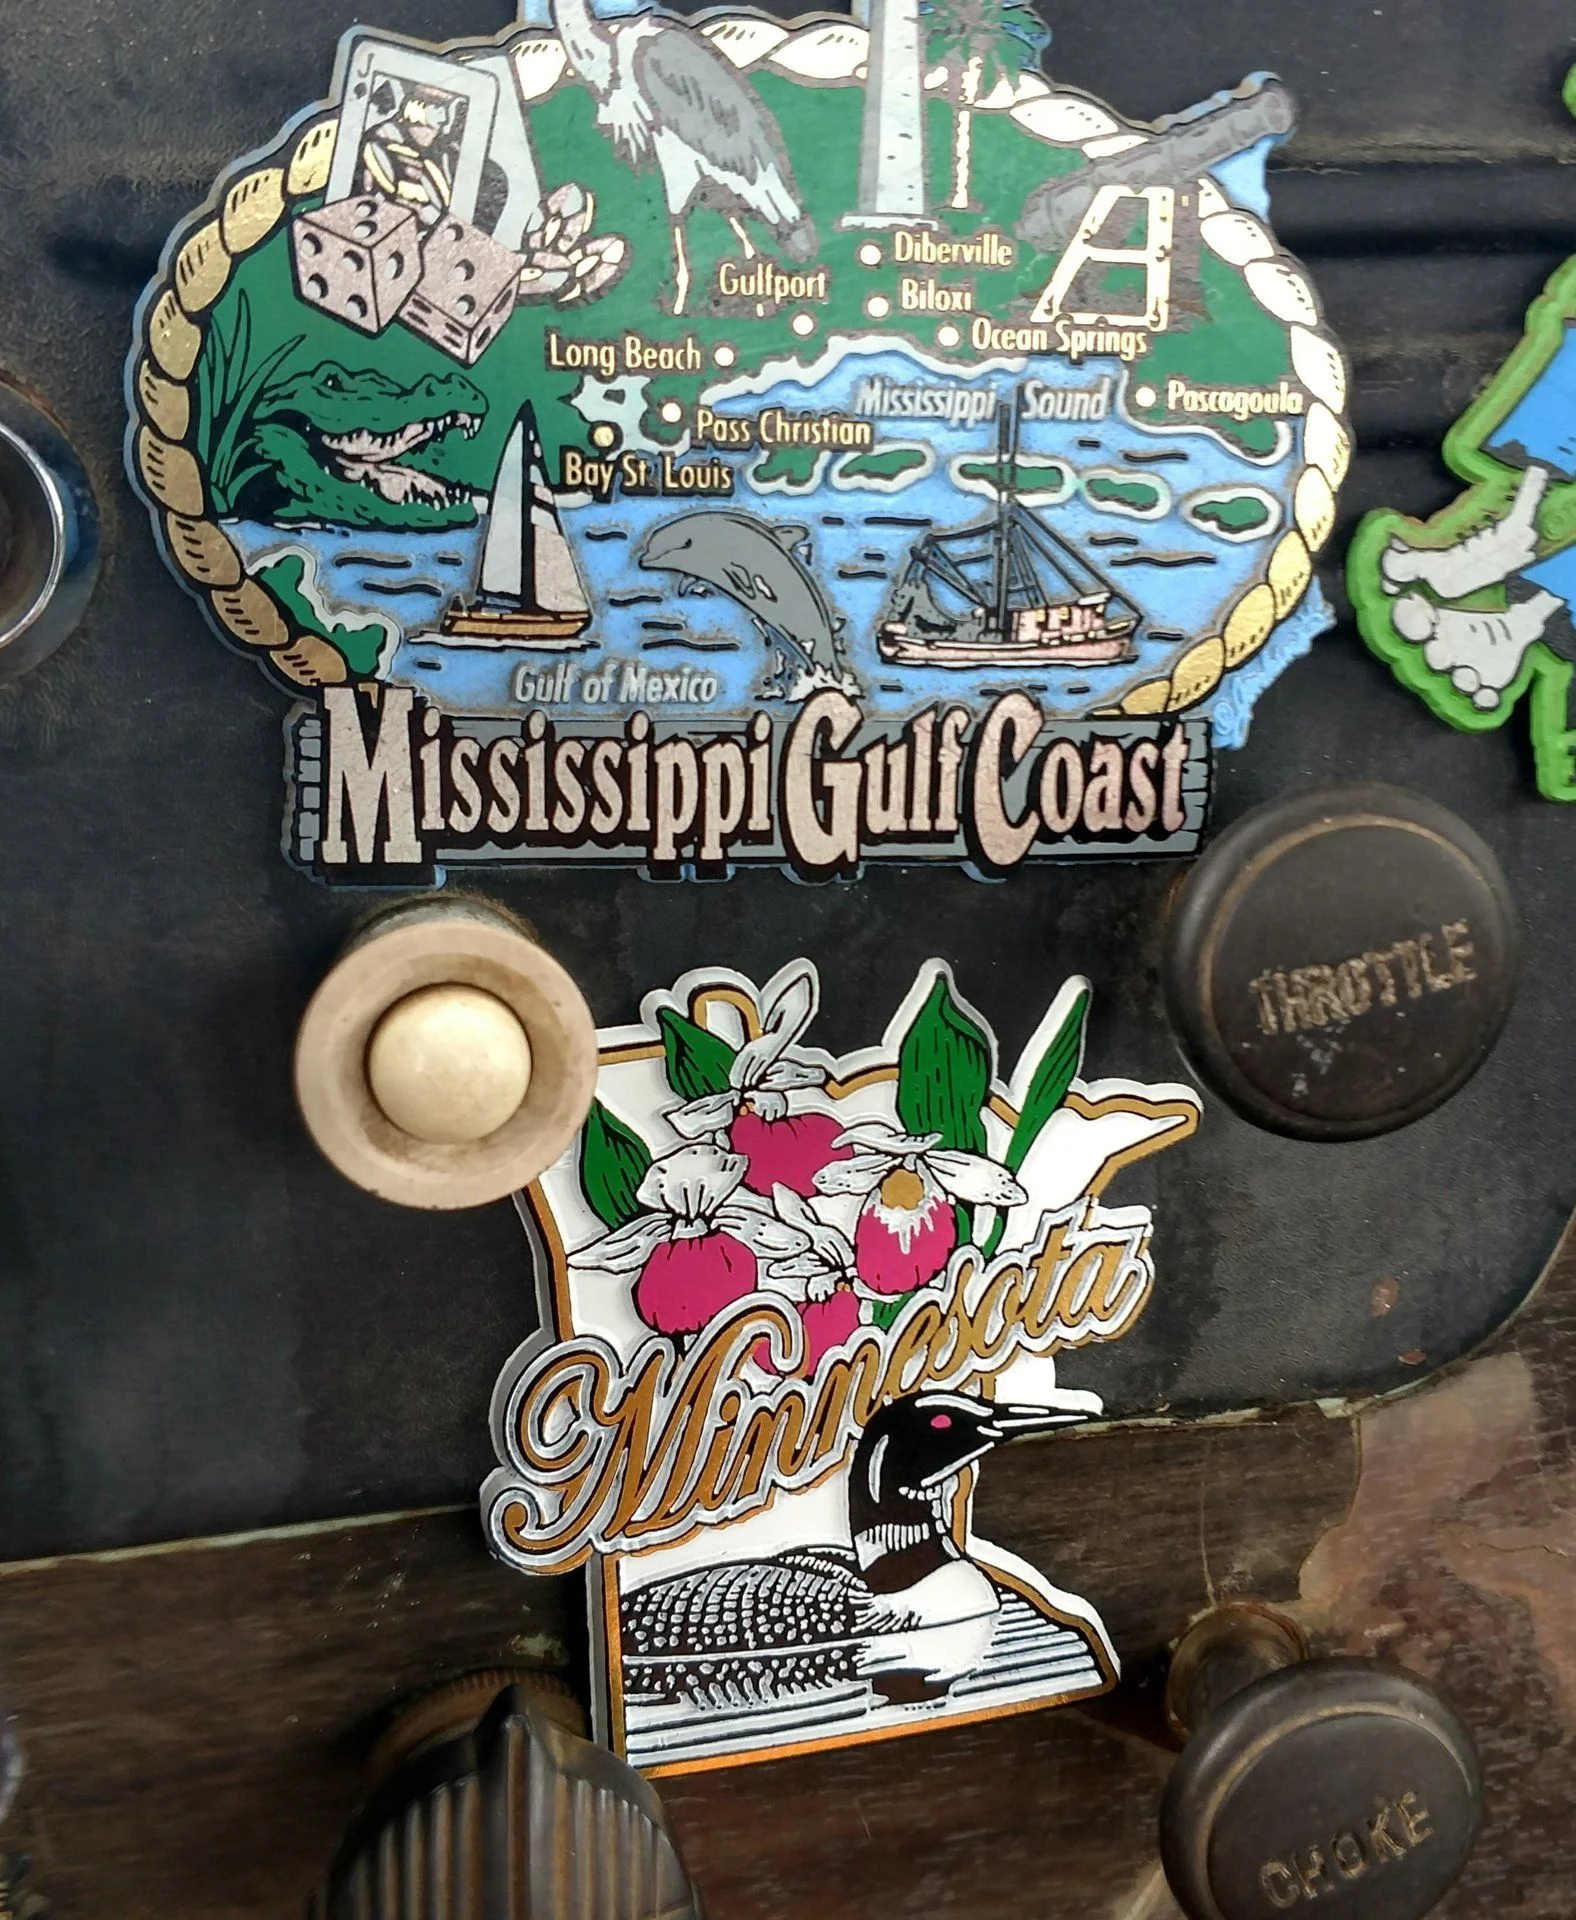 J
Diberville
Gulfport
Biloxi
Ocean Springs
Long Beach
Mississippi Sound
Pascagoula
Pass Christian
Bay St. Louis
Gulf of Mexico
Mississippi Gulf Coast
THROTTLE
Minnesota
CHOKE